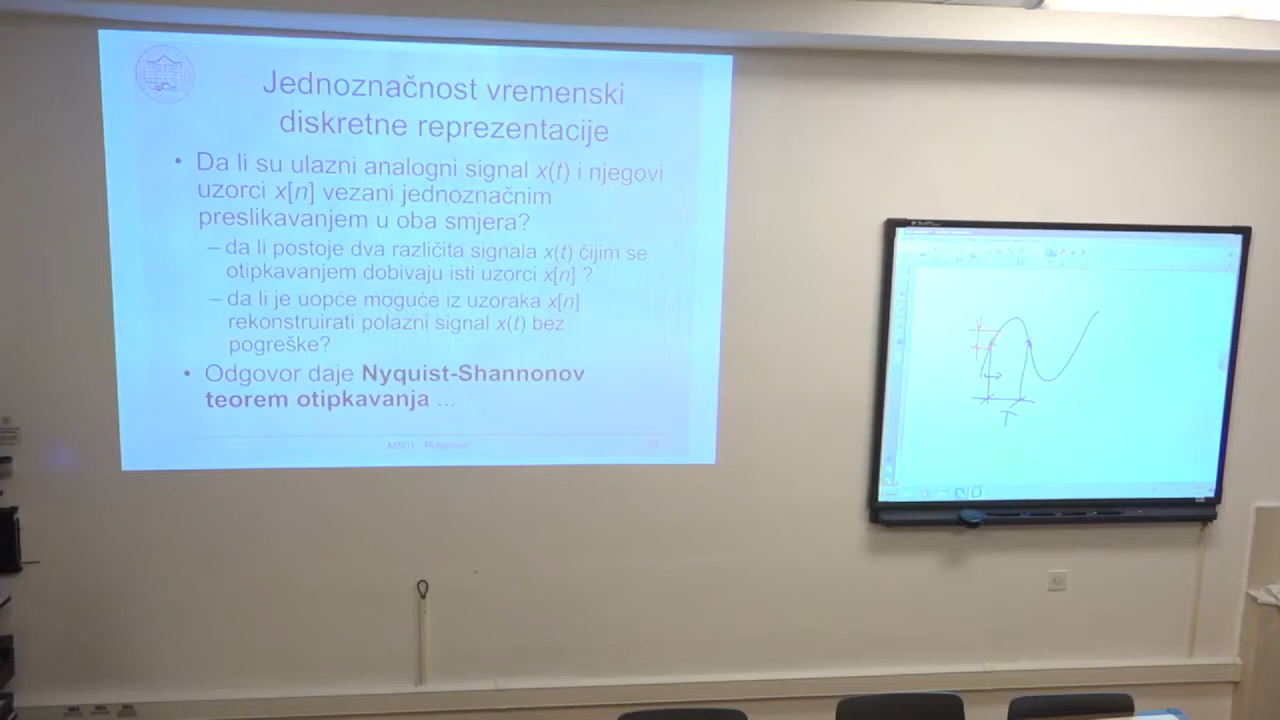 Jednoznačnost vremenski
diskretne reprezentacije
• Da li su ulazni analogni signal x(t) i njegovi
uzorci x[n] vezani jednoznačnim
preslikavanjem u oba smjera?
– da li postoje dva različita signala x(t) čijim se
otipkavanjem dobivaju isti uzorci x[n] ?
– da li je uopće moguće iz uzoraka x[n]
rekonstruirati polazni signal x(t) bez
pogreške?
• Odgovor daje Nyquist-Shannonov
teorem otipkavanja ...
T